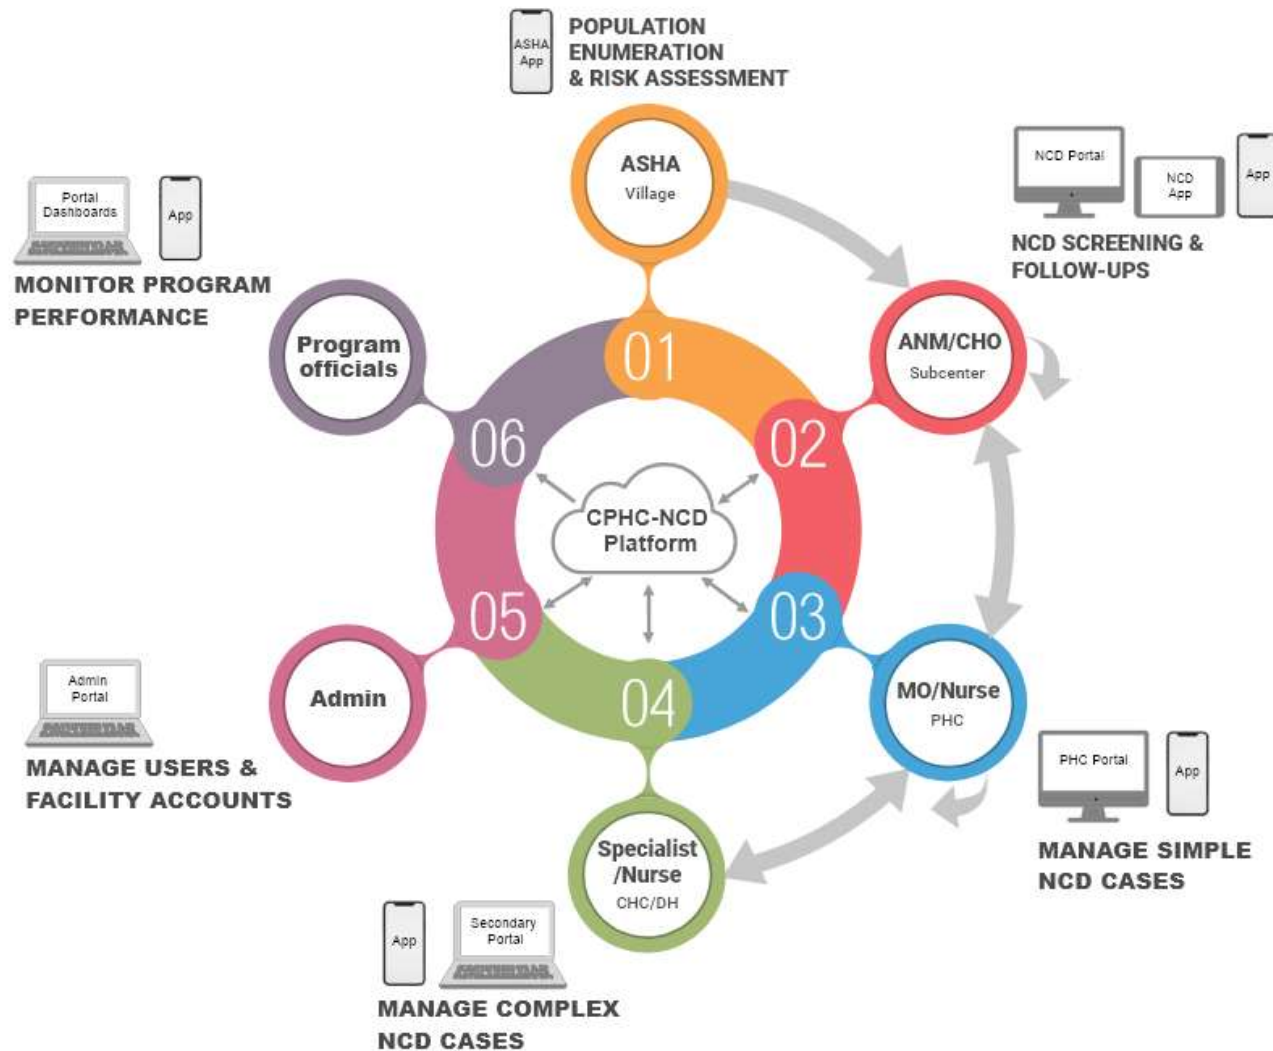 ASHA
App
POPULATION
ENUMERATION
& RISK ASSESSMENT
ASHA
Village
NCD Portal
NCD
App
App
NCD SCREENING &
FOLLOW-UPS
Portal
Dashboards
App
MONITOR PROGRAM
PERFORMANCE
Program
officials
01
ANM/CHO
Subcenter
06
02
CPHC-NCD
Platform
05
03
Admin
Portal
MANAGE USERS &
FACILITY ACCOUNTS
Admin
04
MO/Nurse
PHC
PHC Portal
App
MANAGE SIMPLE
NCD CASES
Specialist
/Nurse
CHC/DH
App
Secondary
Portal
MANAGE COMPLEX
NCD CASES